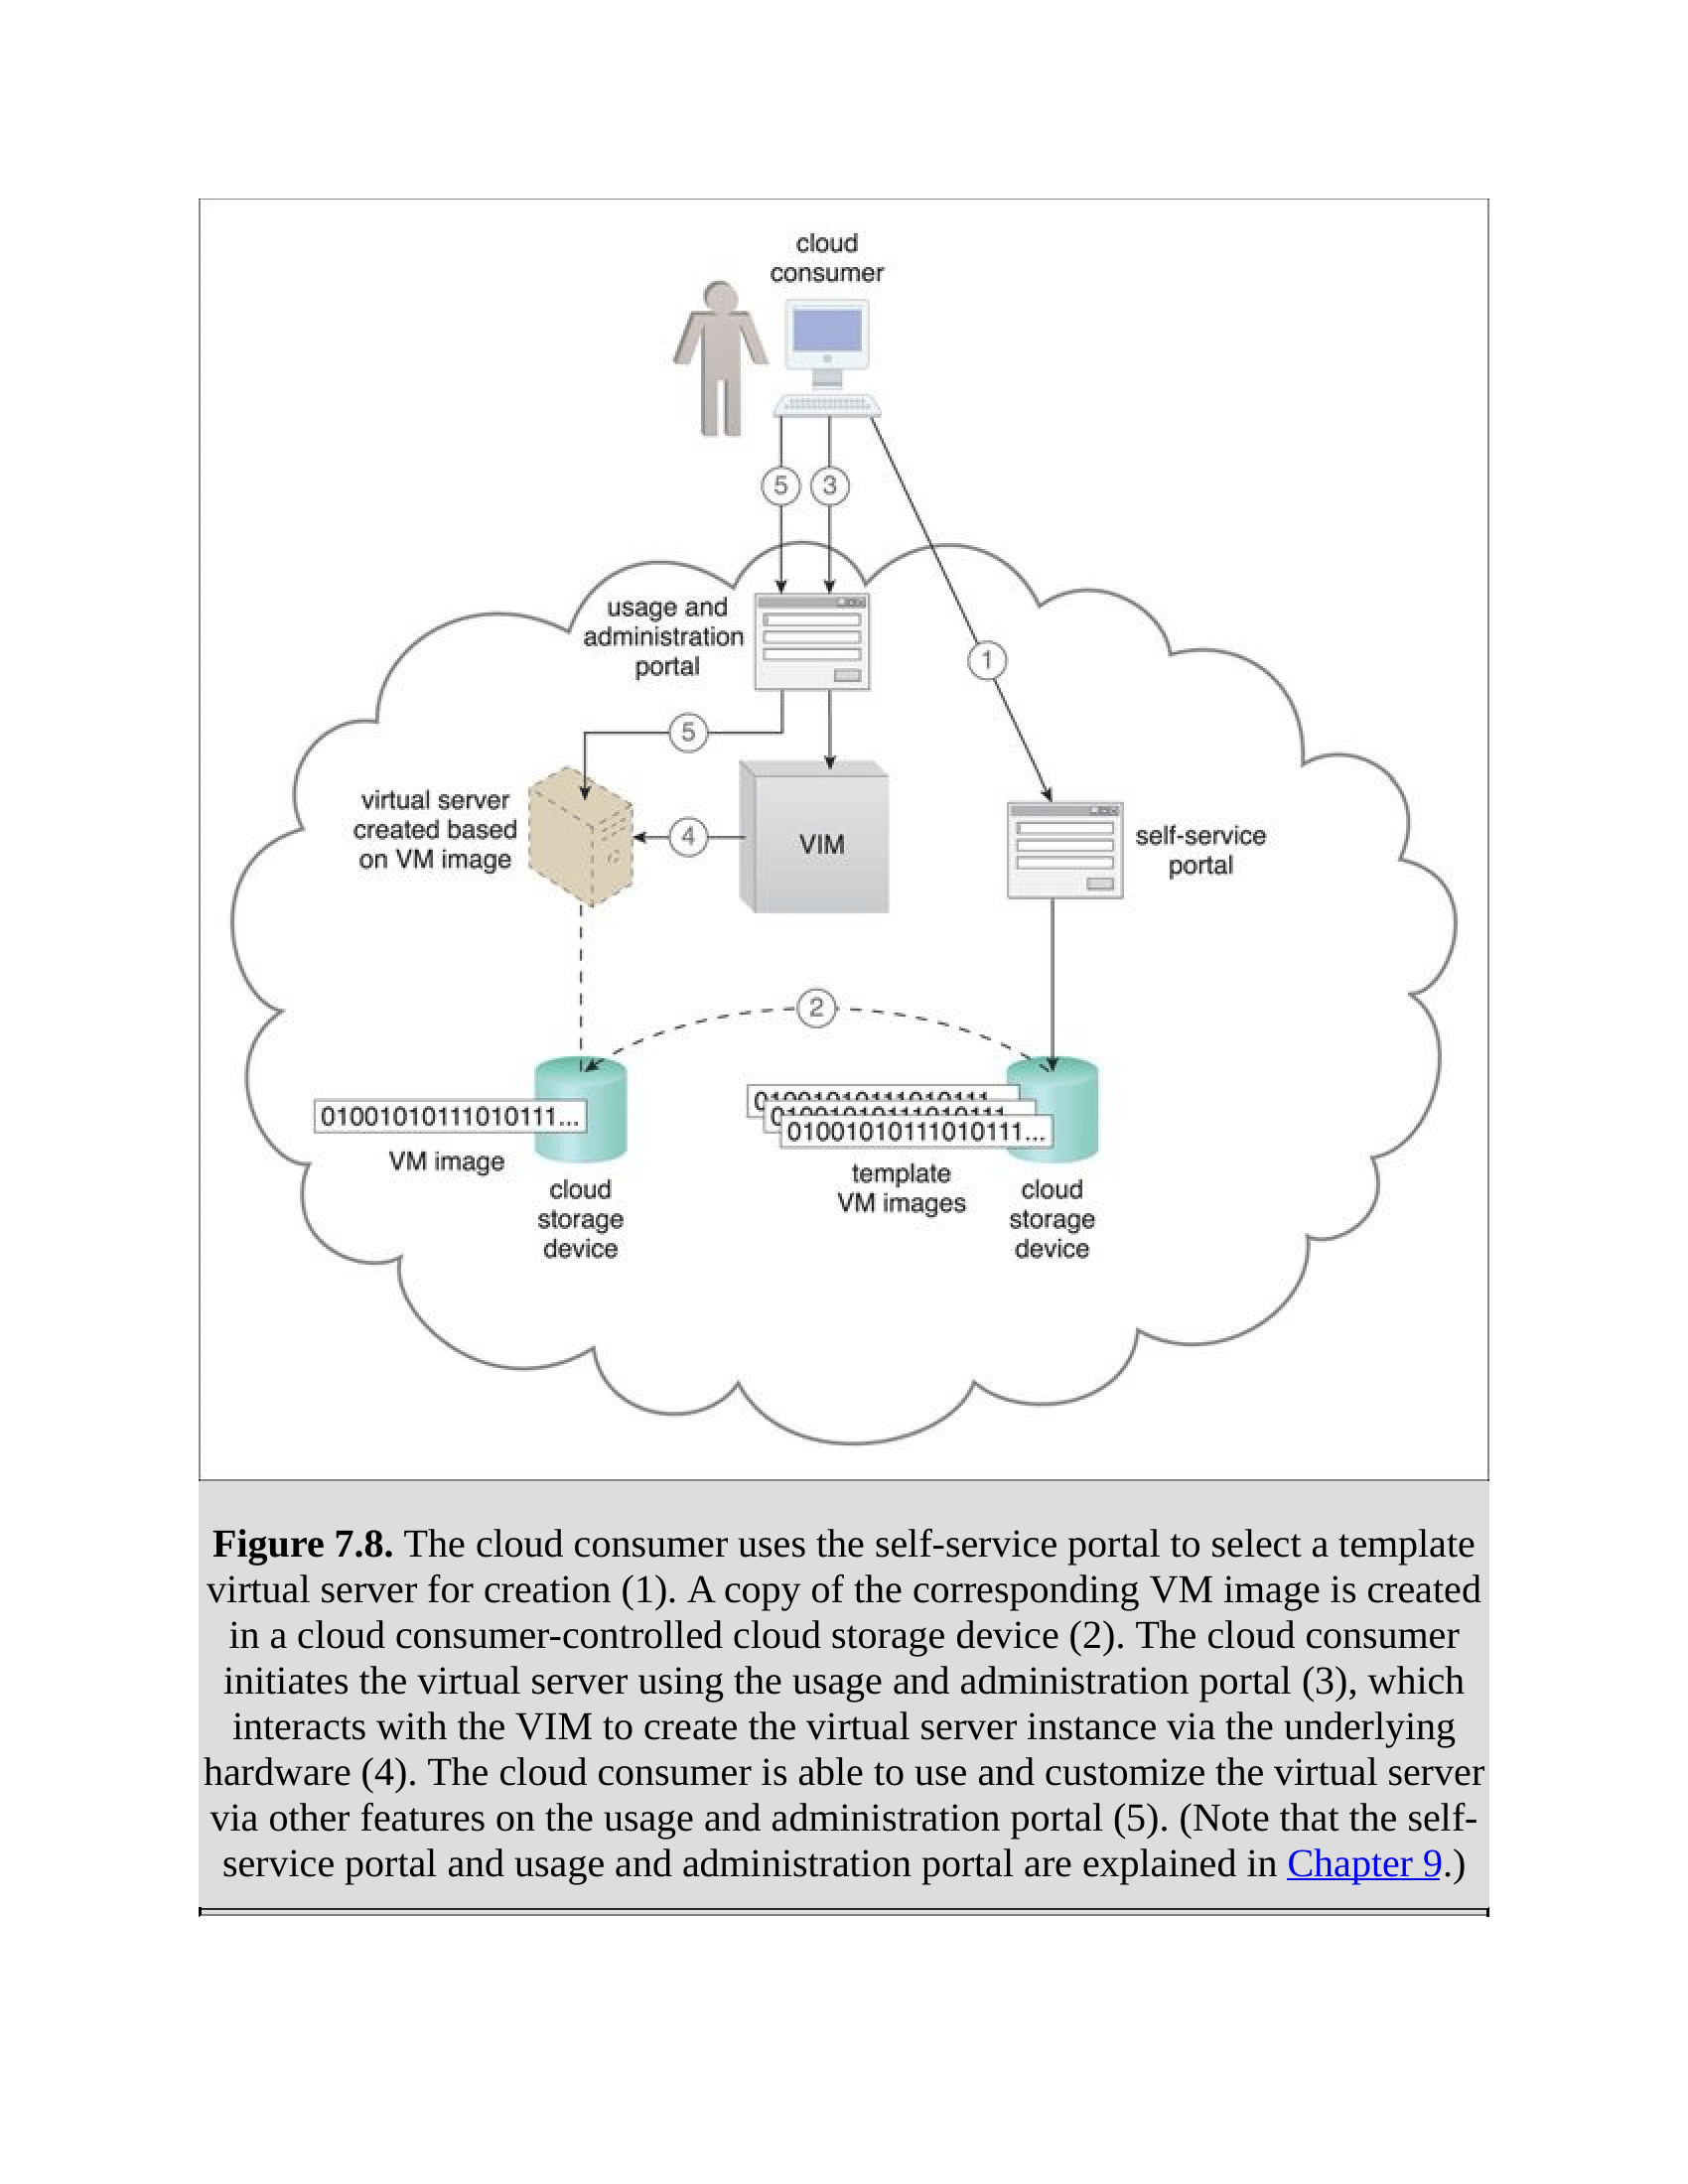 cloud
consumer
5
3
usage and
administration
portal
1
5
virtual server
created based
on VM image
4
VIM
self-service
portal
2
01001010111010111...
VM image
cloud
storage
device
01001010111010111...
template
VM images
cloud
storage
device
Figure 7.8. The cloud consumer uses the self-service portal to select a template
virtual server for creation (1). A copy of the corresponding VM image is created
in a cloud consumer-controlled cloud storage device (2). The cloud consumer
initiates the virtual server using the usage and administration portal (3), which
interacts with the VIM to create the virtual server instance via the underlying
hardware (4). The cloud consumer is able to use and customize the virtual server
via other features on the usage and administration portal (5). (Note that the self-
service portal and usage and administration portal are explained in Chapter 9.)